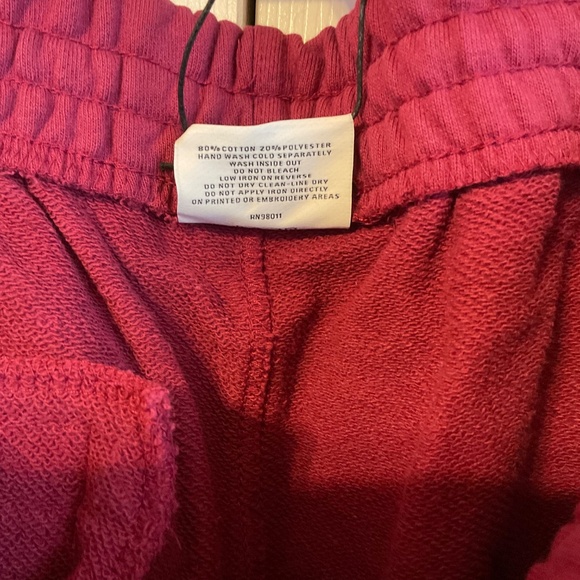 80% COTTON 20% POLYESTER
HAND WASH COLD SEPARATELY
WASH INSIDE OUT
DO NOT BLEACH
LOW IRON ON REVERSE
DO NOT DRY CLEAN-LINE DRY
DO NOT APPLY IRON DIRECTLY
ON PRINTED OR EMBROIDERY AREAS
RN98011